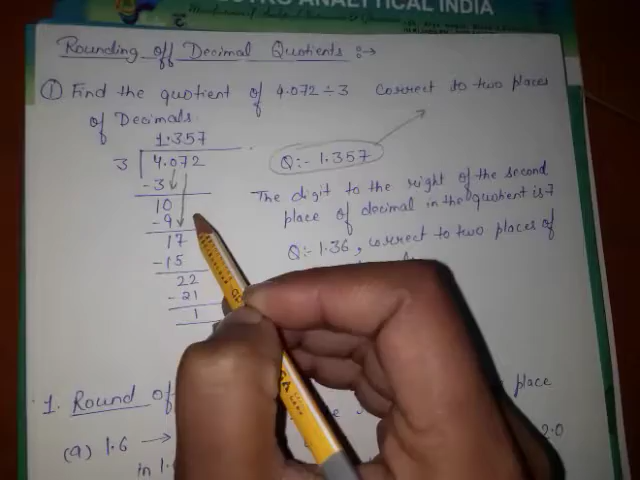 ESTRO ANALYTICAL INDIA
Rounding off Decimal Quotients :→
① Find the quotient of 4.072 ÷ 3 correct to two places
of Decimals.
1.357
3 4.072
-3
10
-9
17
-15
22
-21
1
Q:- 1.357
The digit to the right of the second
place of decimal in the quotient is 7
Q:- 1.36, correct to two places of
1. Round of place
(a) 1.6 → 2.0
in 1.